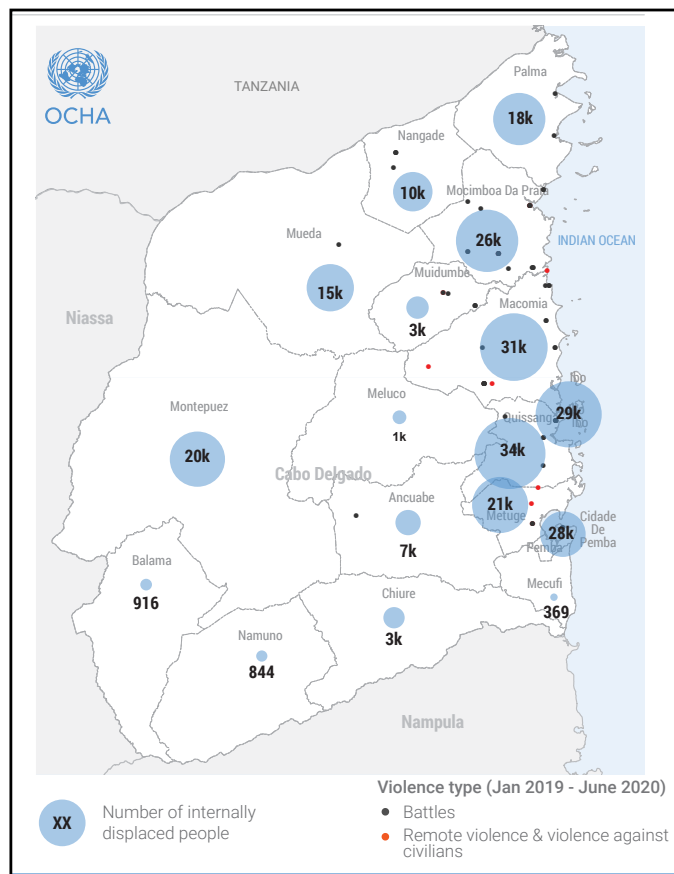 OCHA
TANZANIA
Palma
18k
Nangade
10k
Mocimboa Da Praia
26k
INDIAN OCEAN
Mueda
15k
Muidumbe
3k
Niassa
Macomia
31k
Meluco
1k
Ibo
29k
Ibo
Quissanga
34k
Montepuez
20k
Cabo Delgado
Ancuabe
7k
21k
Metuge
28k
Cidade
De
Pemba
Pemba
Balama
916
Mecufi
369
Chiure
3k
Namuno
844
Nampula
XX
Number of internally
displaced people
Violence type (Jan 2019 - June 2020)
Battles
Remote violence & violence against
civilians